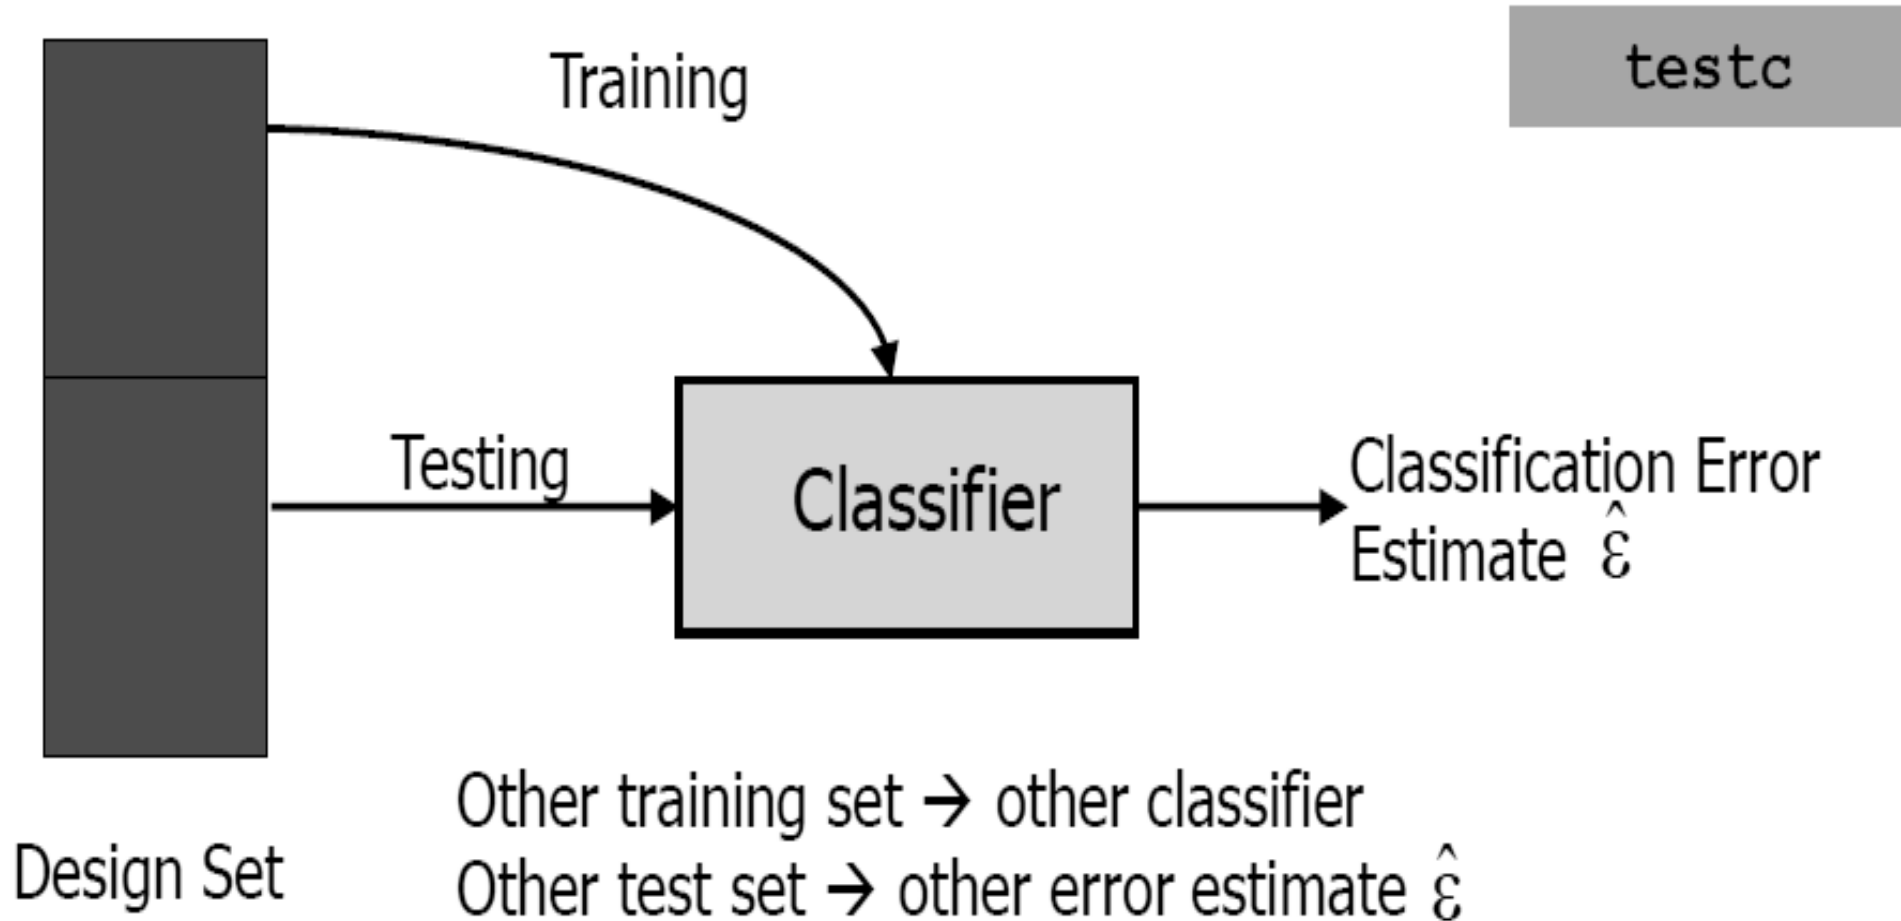 testc
Training
Testing
Classifier
Classification Error
Estimate ε̂
Design Set
Other training set → other classifier
Other test set → other error estimate ε̂